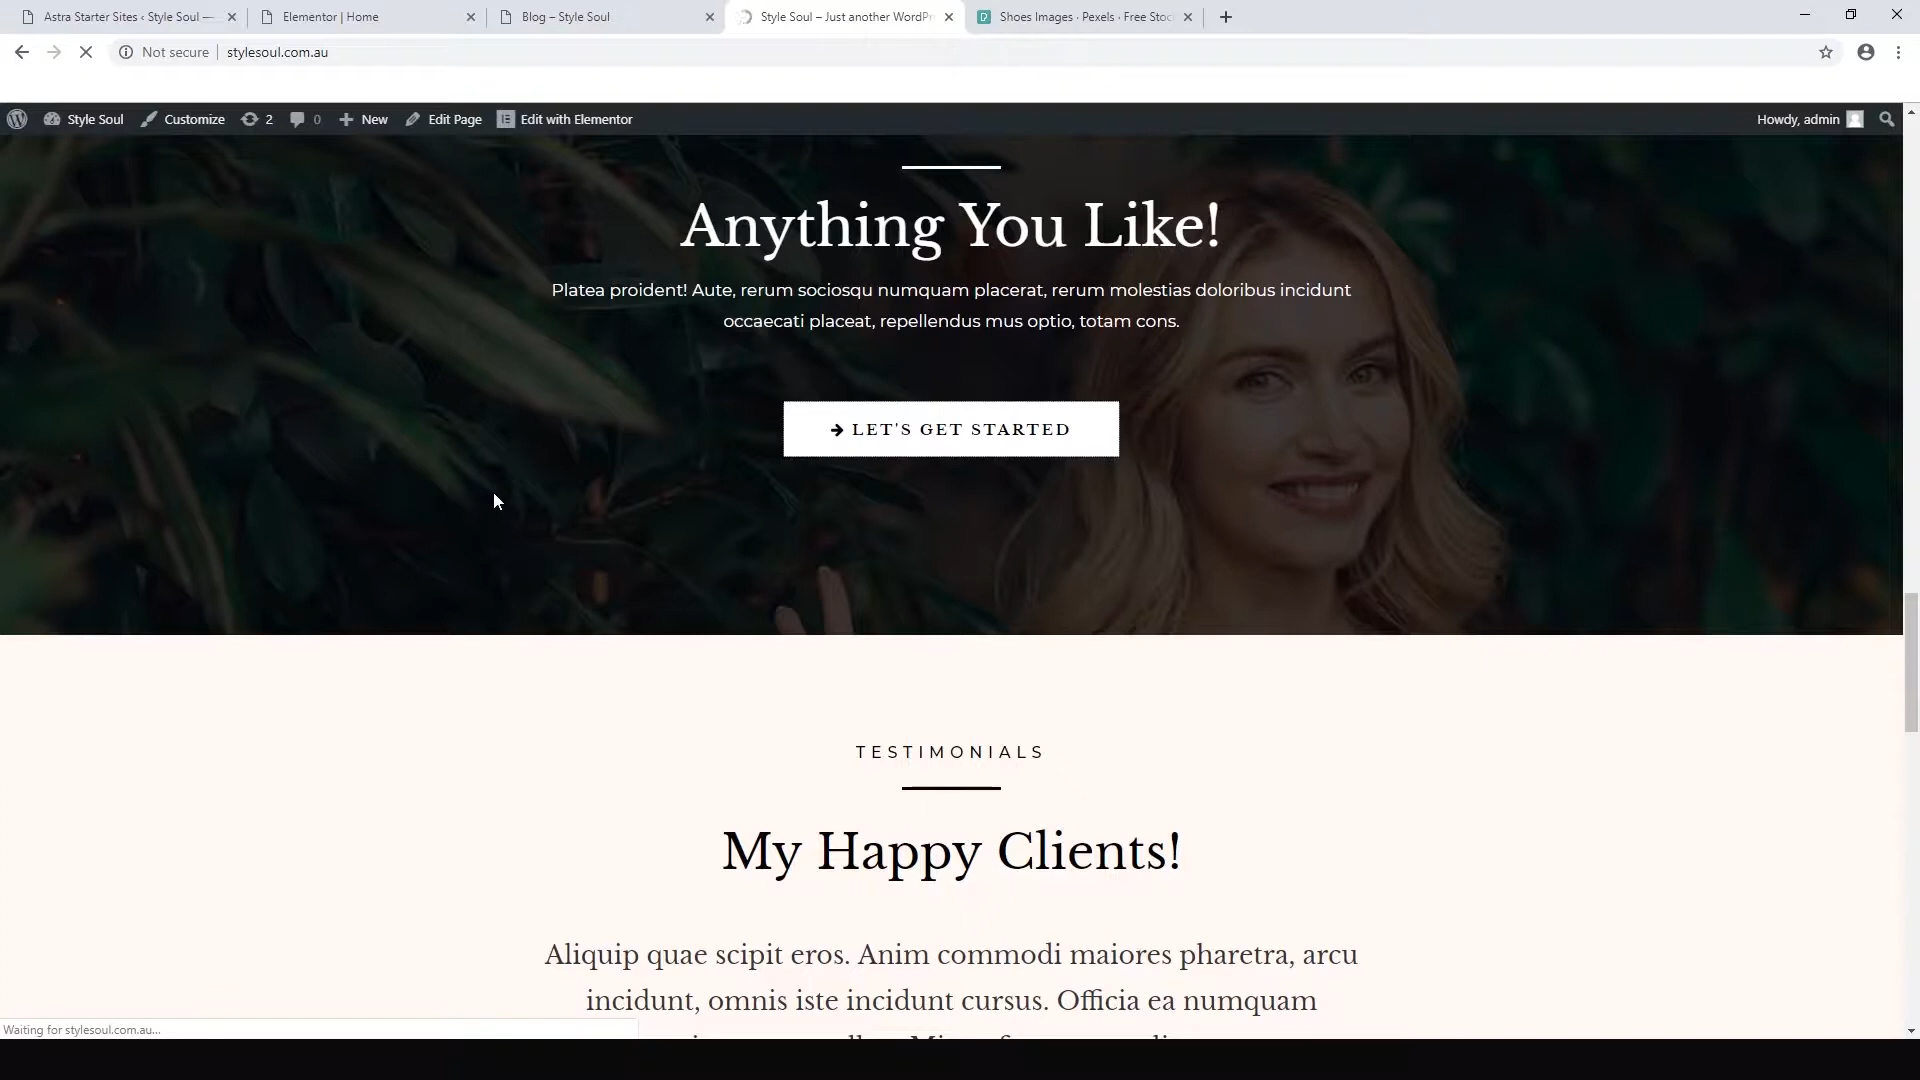 Astra Starter Sites ‹ Style Soul —
Elementor | Home
Blog – Style Soul
Style Soul – Just another WordPr
Shoes Images · Pexels · Free Stoc
Not secure
stylesoul.com.au
Style Soul
Customize
2
0
New
Edit Page
Edit with Elementor
Howdy, admin
Anything You Like!
Platea proident! Aute, rerum sociosqu numquam placerat, rerum molestias doloribus incidunt
occaecati placeat, repellendus mus optio, totam cons.
LET'S GET STARTED
TESTIMONIALS
My Happy Clients!
Aliquip quae scipit eros. Anim commodi maiores pharetra, arcu
incidunt, omnis iste incidunt cursus. Officia ea numquam
Waiting for stylesoul.com.au...